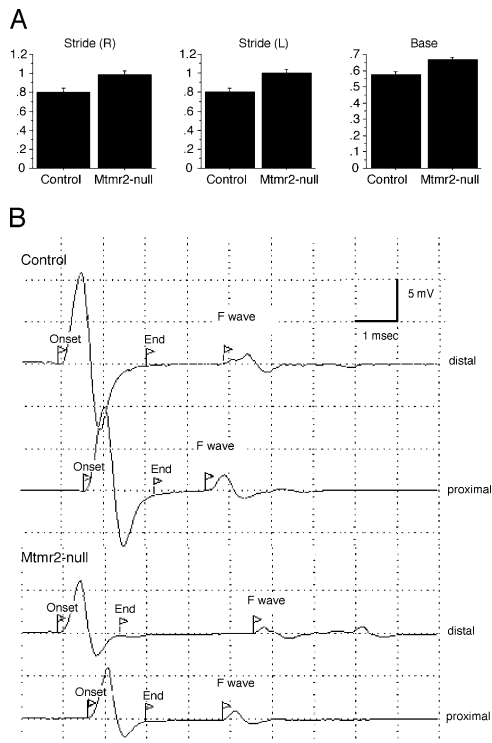 A
Stride (R)
Stride (L)
Base
1.2
1
.8
.6
.4
.2
0
Control
Mtmr2-null
1.2
1
.8
.6
.4
.2
0
Control
Mtmr2-null
.7
.6
.5
.4
.3
.2
.1
0
Control
Mtmr2-null
B
Control
5 mV
1 msec
Onset
End
F wave
distal
Onset
End
F wave
proximal
Mtmr2-null
Onset
End
F wave
distal
Onset
End
F wave
proximal